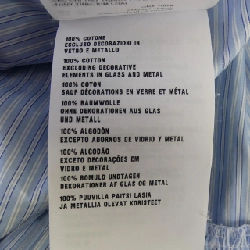 100% COTONE
ESCLUSO DECORAZIONI IN
VETRO E METALLO
100% COTTON
EXCLUDING DECORATIVE
ELEMENTS IN GLASS AND METAL
100% COTON
SAUF DÉCORATIONS EN VERRE ET MÉTAL
100% BAUMWOLLE
OHNE DEKORATIONEN AUS GLAS
UND METALL
100% ALGODÓN
EXCEPTO ADORNOS DE VIDRIO Y METAL
100% ALGODÃO
EXCETO DECORAÇÕES EM
VIDRO E METAL
100% BOMULD UNDTAGEN
DEKORATIONER AF GLAS OG METAL
100% PUUVILLA PAITSI LASIA
JA METALLIA OLEVAT KORISTEET